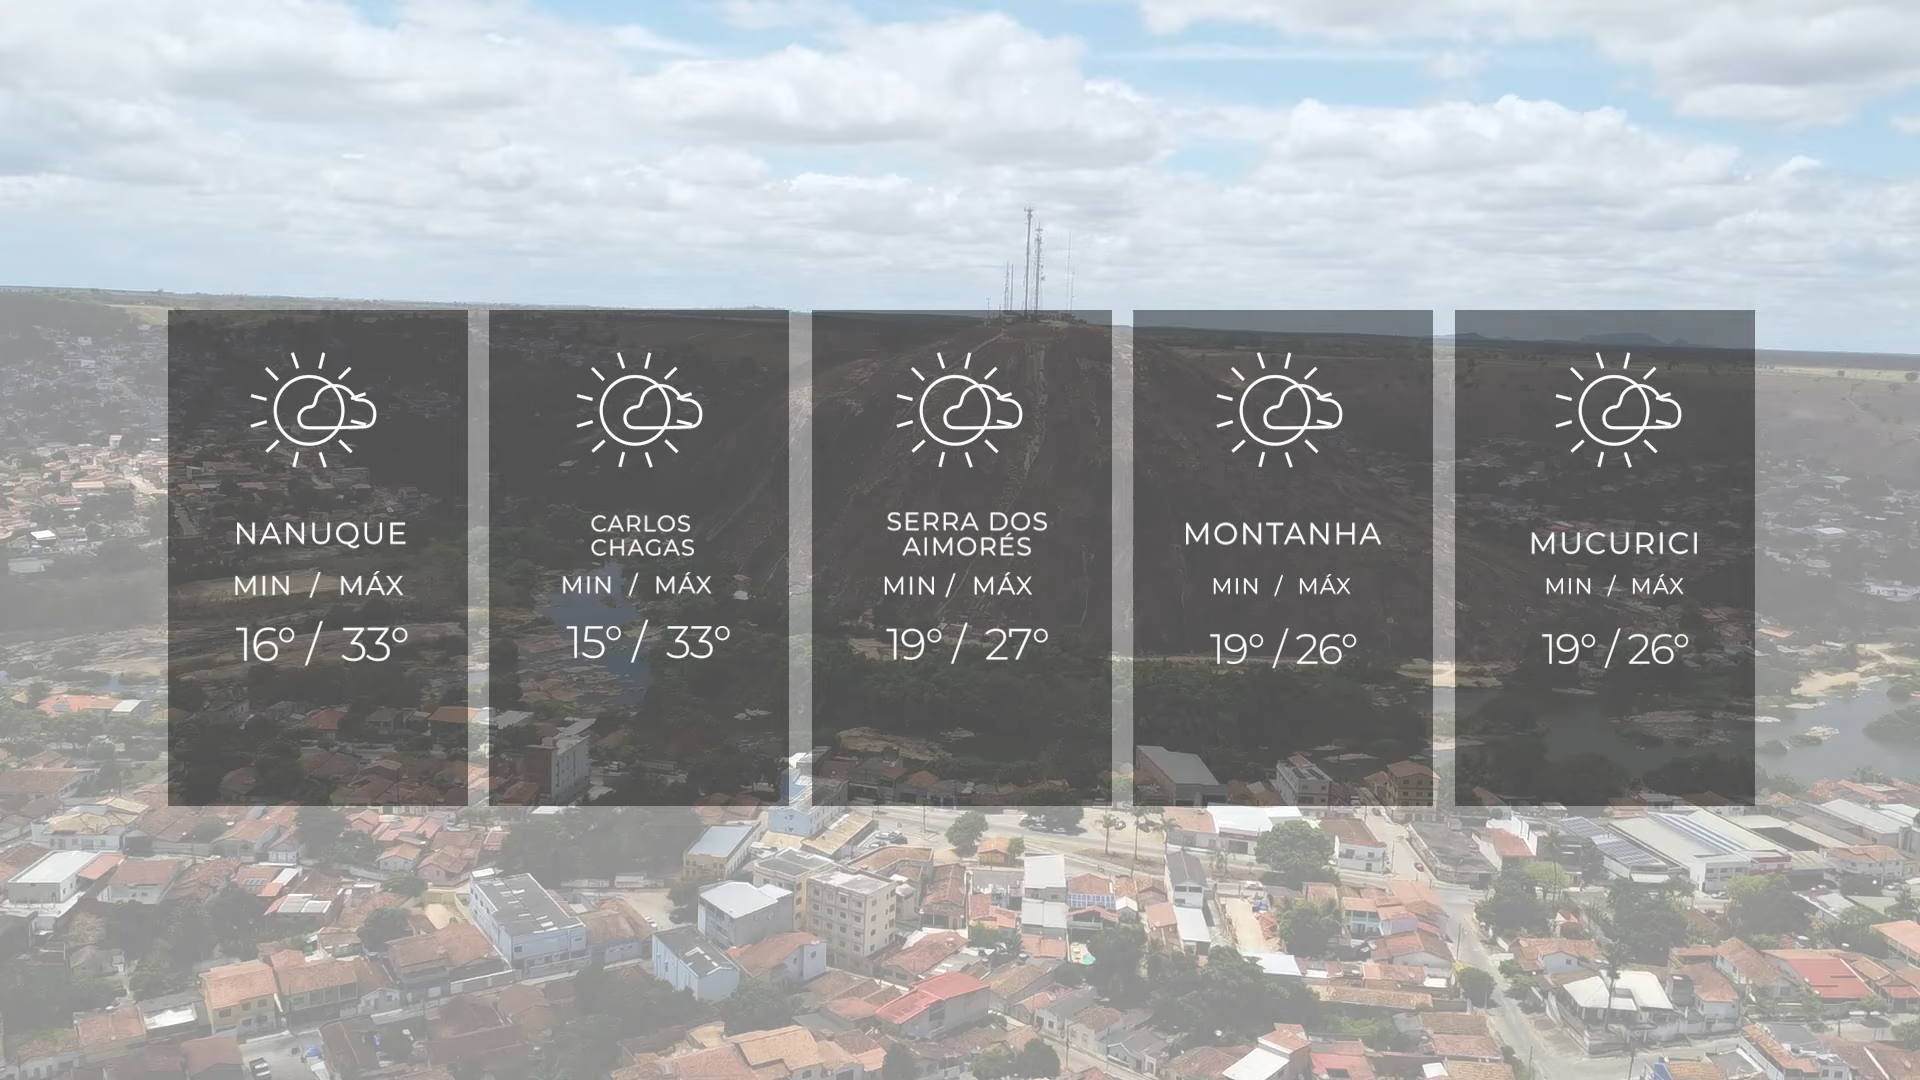 NANUQUE
MIN / MÁX
16° / 33°
CARLOS
CHAGAS
MIN / MÁX
15° / 33°
SERRA DOS
AIMORÉS
MIN / MÁX
19° / 27°
MONTANHA
MIN / MÁX
19° / 26°
MUCURICI
MIN / MÁX
19° / 26°